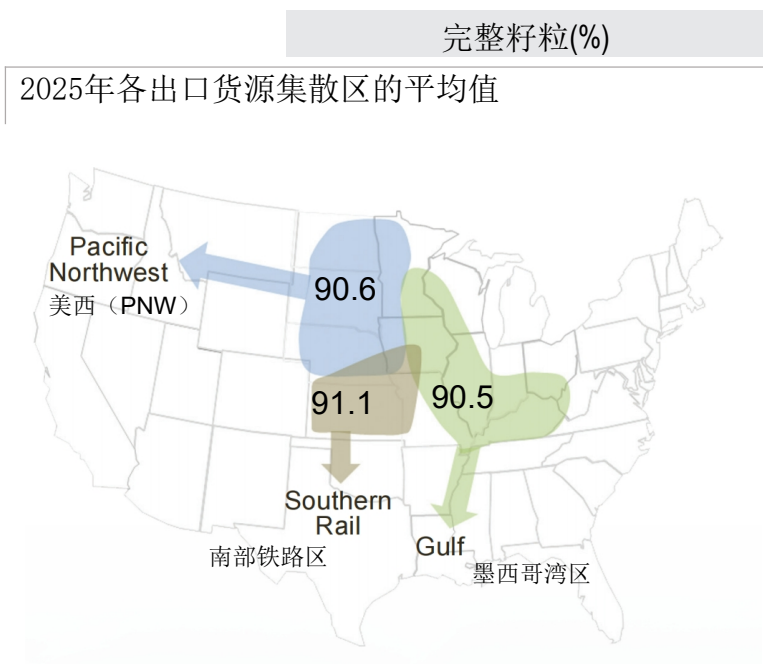 完整籽粒(%)
2025年各出口货源集散区的平均值
Pacific
Northwest
美西（PNW）
90.6
91.1
90.5
Southern
Rail
南部铁路区
Gulf
墨西哥湾区